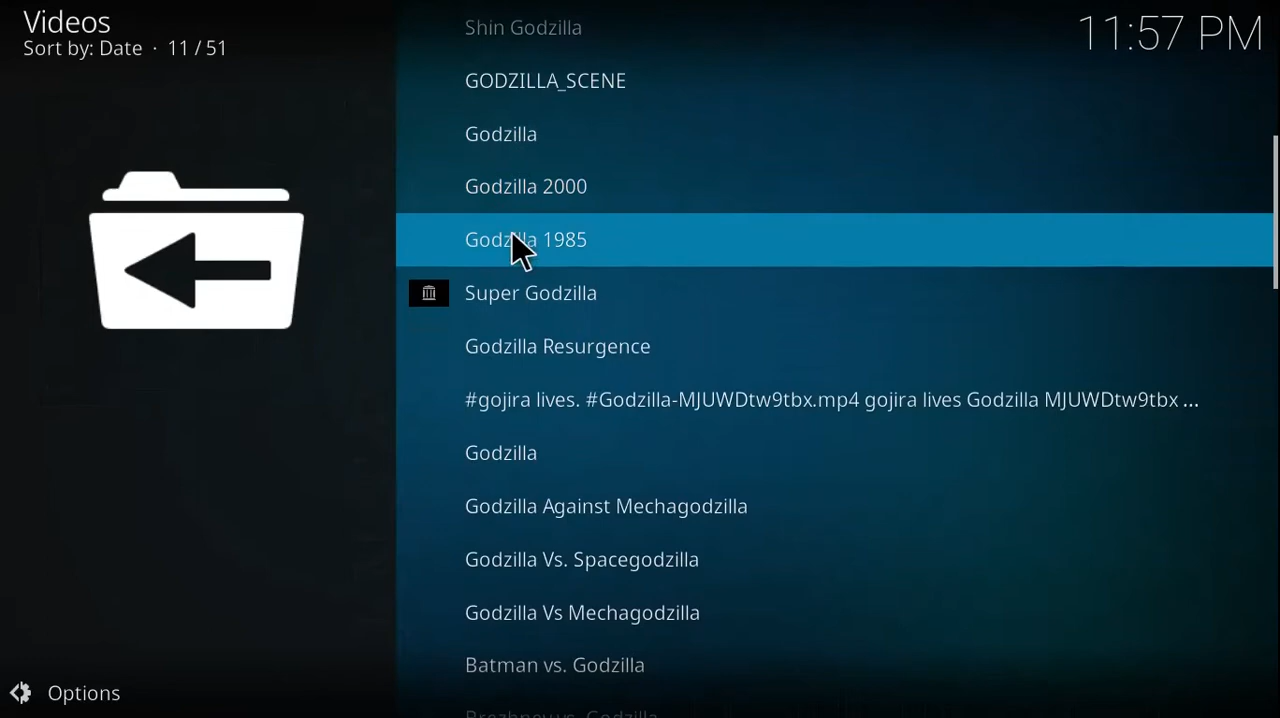 Videos
Sort by: Date · 11 / 51
11:57 PM
Shin Godzilla
GODZILLA_SCENE
Godzilla
Godzilla 2000
Godzilla 1985
Super Godzilla
Godzilla Resurgence
#gojira lives. #Godzilla-MJUWDtw9tbx.mp4 gojira lives Godzilla MJUWDtw9tbx ...
Godzilla
Godzilla Against Mechagodzilla
Godzilla Vs. Spacegodzilla
Godzilla Vs Mechagodzilla
Batman vs. Godzilla
vs. Godzilla
Options